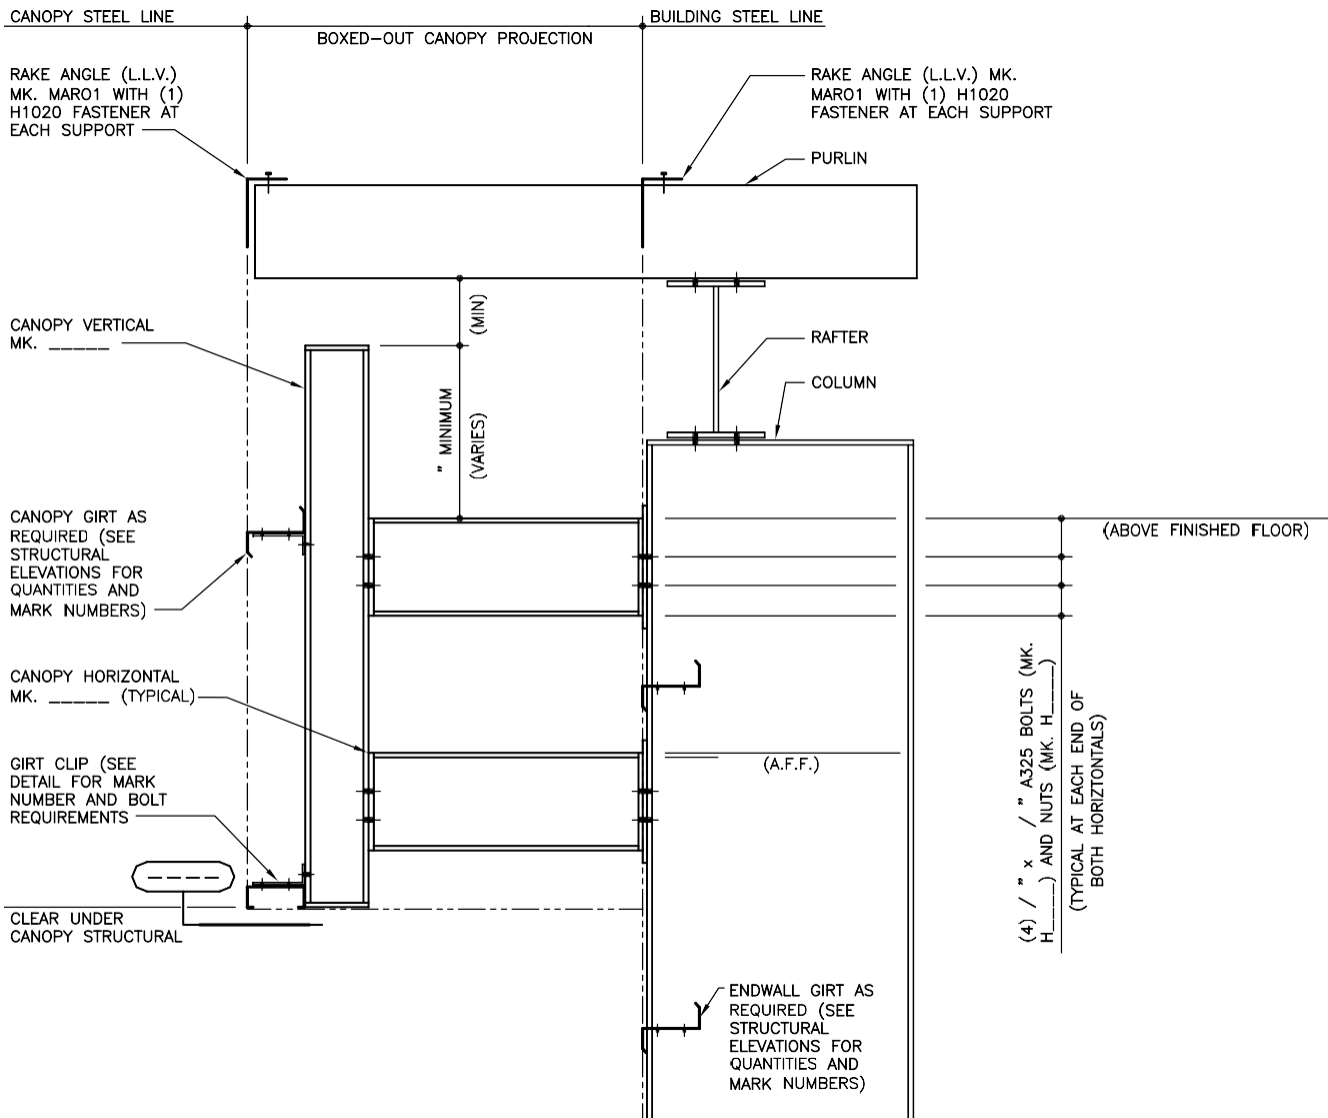 CANOPY STEEL LINE
BUILDING STEEL LINE
BOXED-OUT CANOPY PROJECTION
RAKE ANGLE (L.L.V.)
MK. MARO1 WITH (1)
H1020 FASTENER AT
EACH SUPPORT
RAKE ANGLE (L.L.V.) MK.
MARO1 WITH (1) H1020
FASTENER AT EACH SUPPORT
PURLIN
CANOPY VERTICAL
MK. _____
(MIN)
" MINIMUM
(VARIES)
RAFTER
COLUMN
CANOPY GIRT AS
REQUIRED (SEE
STRUCTURAL
ELEVATIONS FOR
QUANTITIES AND
MARK NUMBERS)
(ABOVE FINISHED FLOOR)
CANOPY HORIZONTAL
MK. _____ (TYPICAL)
(A.F.F.)
GIRT CLIP (SEE
DETAIL FOR MARK
NUMBER AND BOLT
REQUIREMENTS
____
CLEAR UNDER
CANOPY STRUCTURAL
(4) / " x / " A325 BOLTS (MK.
H____) AND NUTS (MK. H____)
(TYPICAL AT EACH END OF
BOTH HORIZTONTALS)
ENDWALL GIRT AS
REQUIRED (SEE
STRUCTURAL
ELEVATIONS FOR
QUANTITIES AND
MARK NUMBERS)